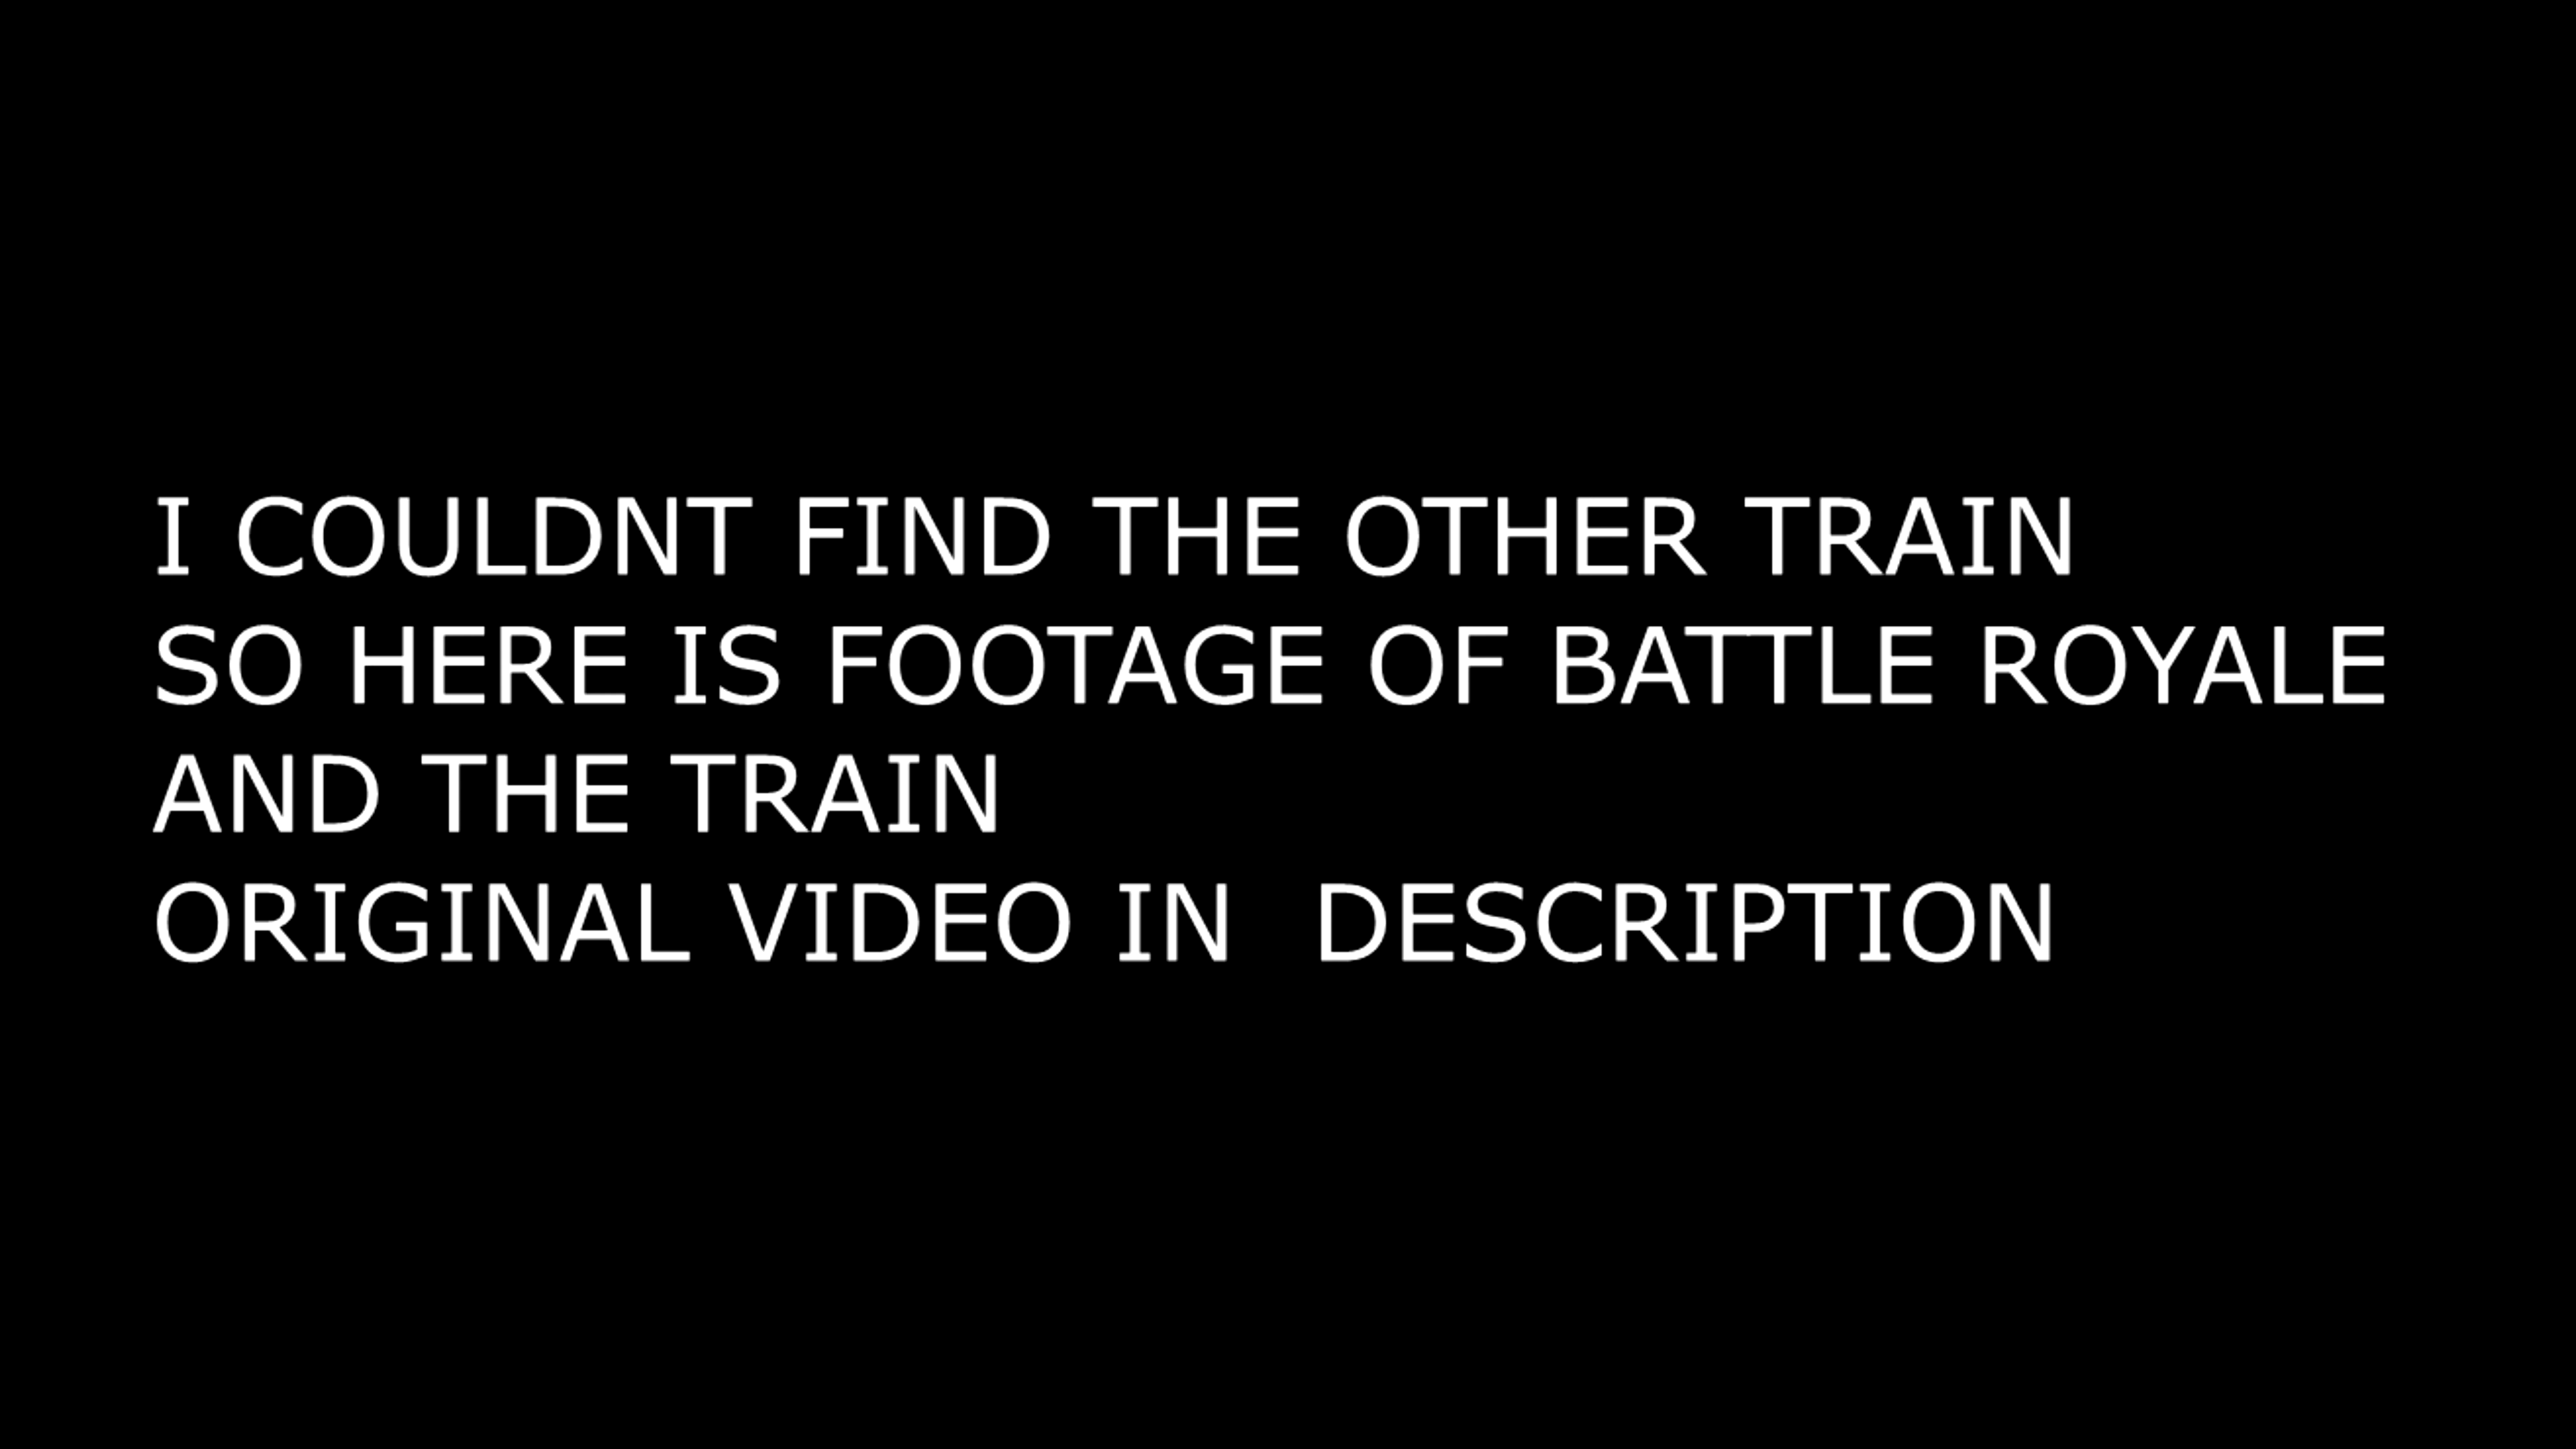 I COULDNT FIND THE OTHER TRAIN
SO HERE IS FOOTAGE OF BATTLE ROYALE
AND THE TRAIN
ORIGINAL VIDEO IN  DESCRIPTION